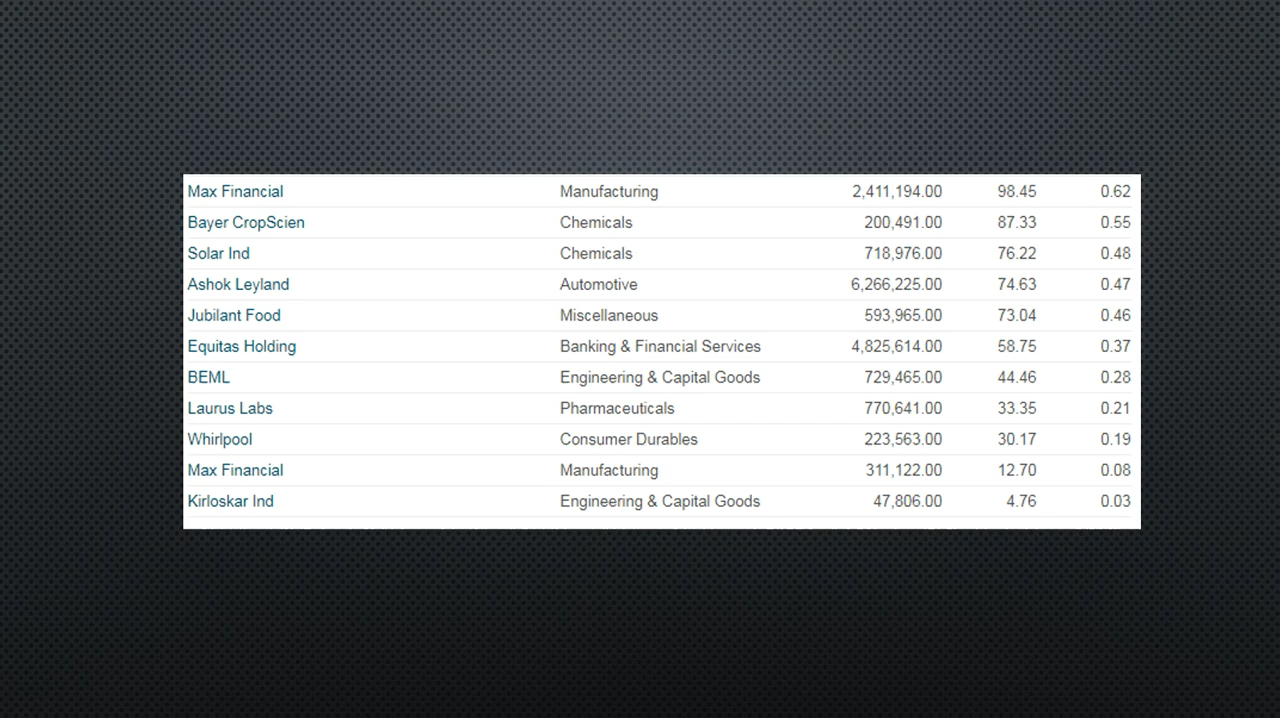 Max Financial Manufacturing 2,411,194.00 98.45 0.62
Bayer CropScien Chemicals 200,491.00 87.33 0.55
Solar Ind Chemicals 718,976.00 76.22 0.48
Ashok Leyland Automotive 6,266,225.00 74.63 0.47
Jubilant Food Miscellaneous 593,965.00 73.04 0.46
Equitas Holding Banking & Financial Services 4,825,614.00 58.75 0.37
BEML Engineering & Capital Goods 729,465.00 44.46 0.28
Laurus Labs Pharmaceuticals 770,641.00 33.35 0.21
Whirlpool Consumer Durables 223,563.00 30.17 0.19
Max Financial Manufacturing 311,122.00 12.70 0.08
Kirloskar Ind Engineering & Capital Goods 47,806.00 4.76 0.03